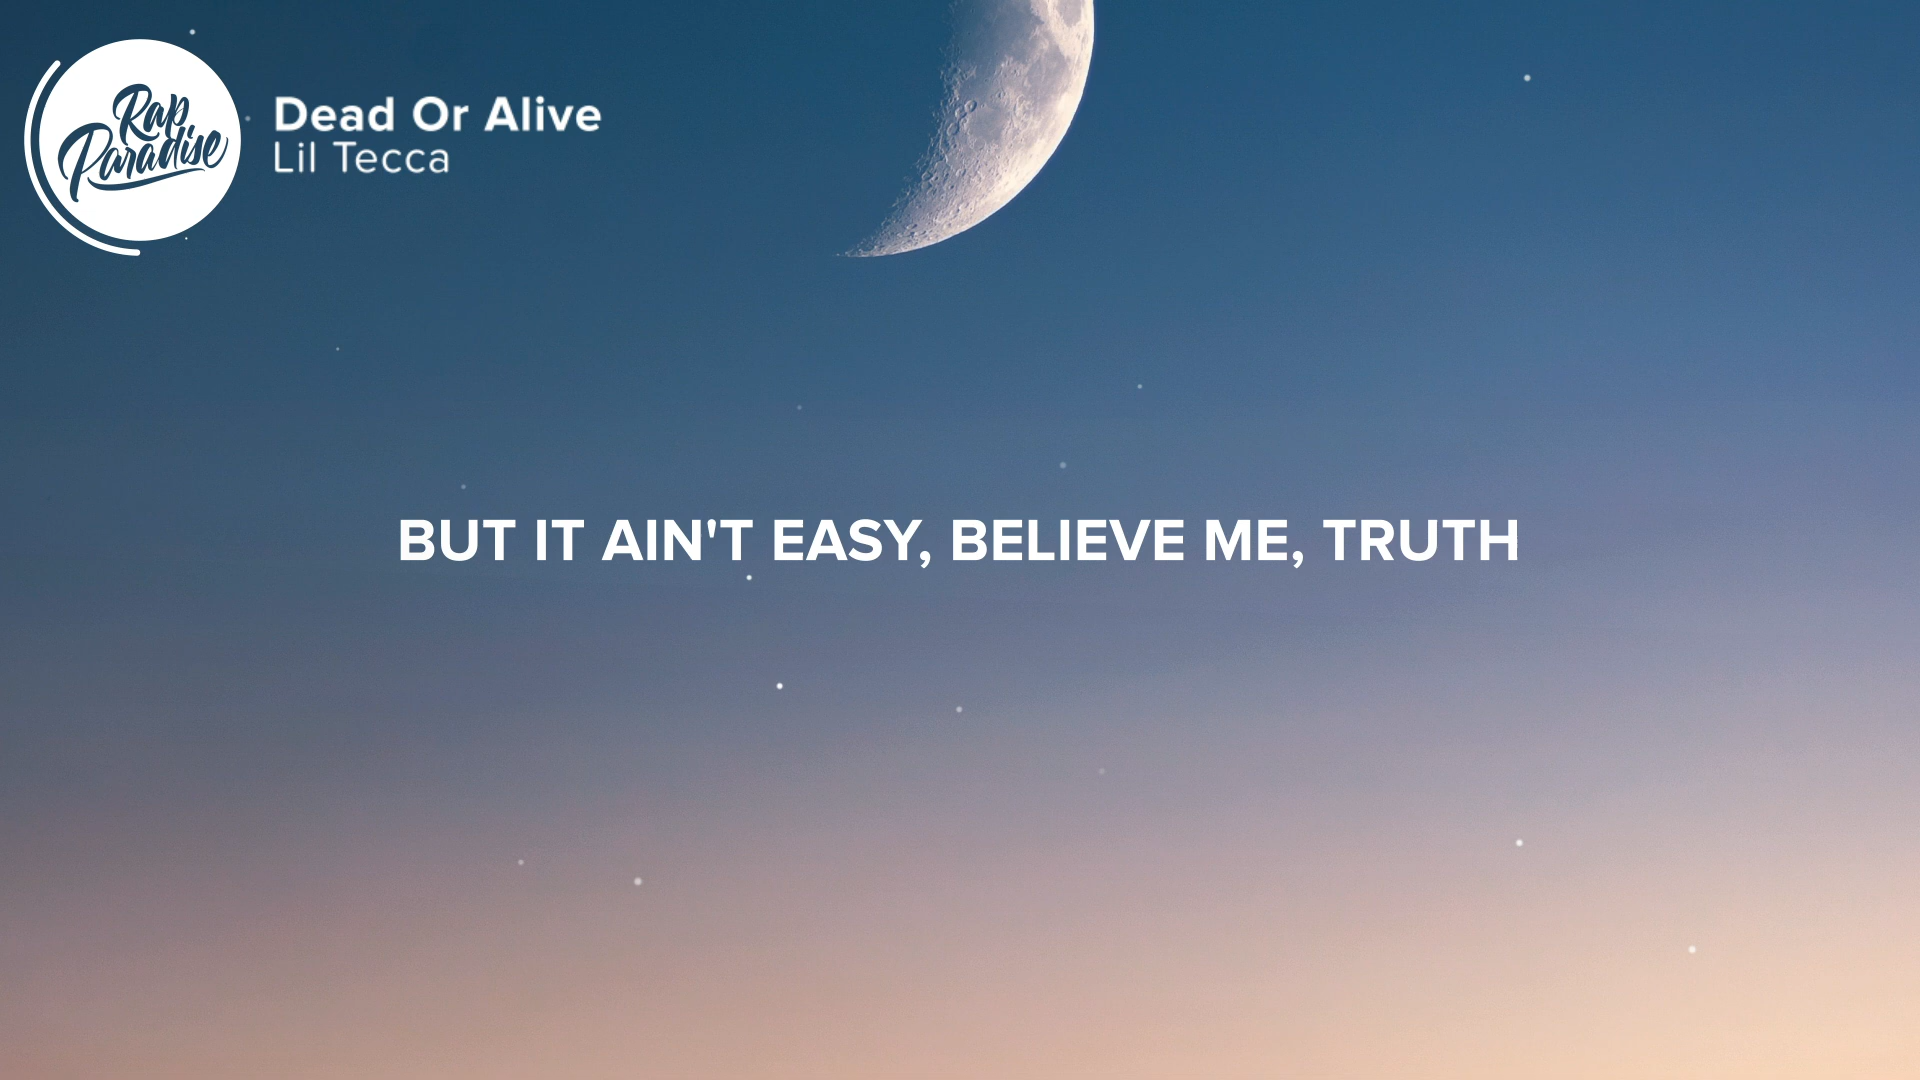 Rap
Paradise
Dead Or Alive
Lil Tecca
BUT IT AIN'T EASY, BELIEVE ME, TRUTH